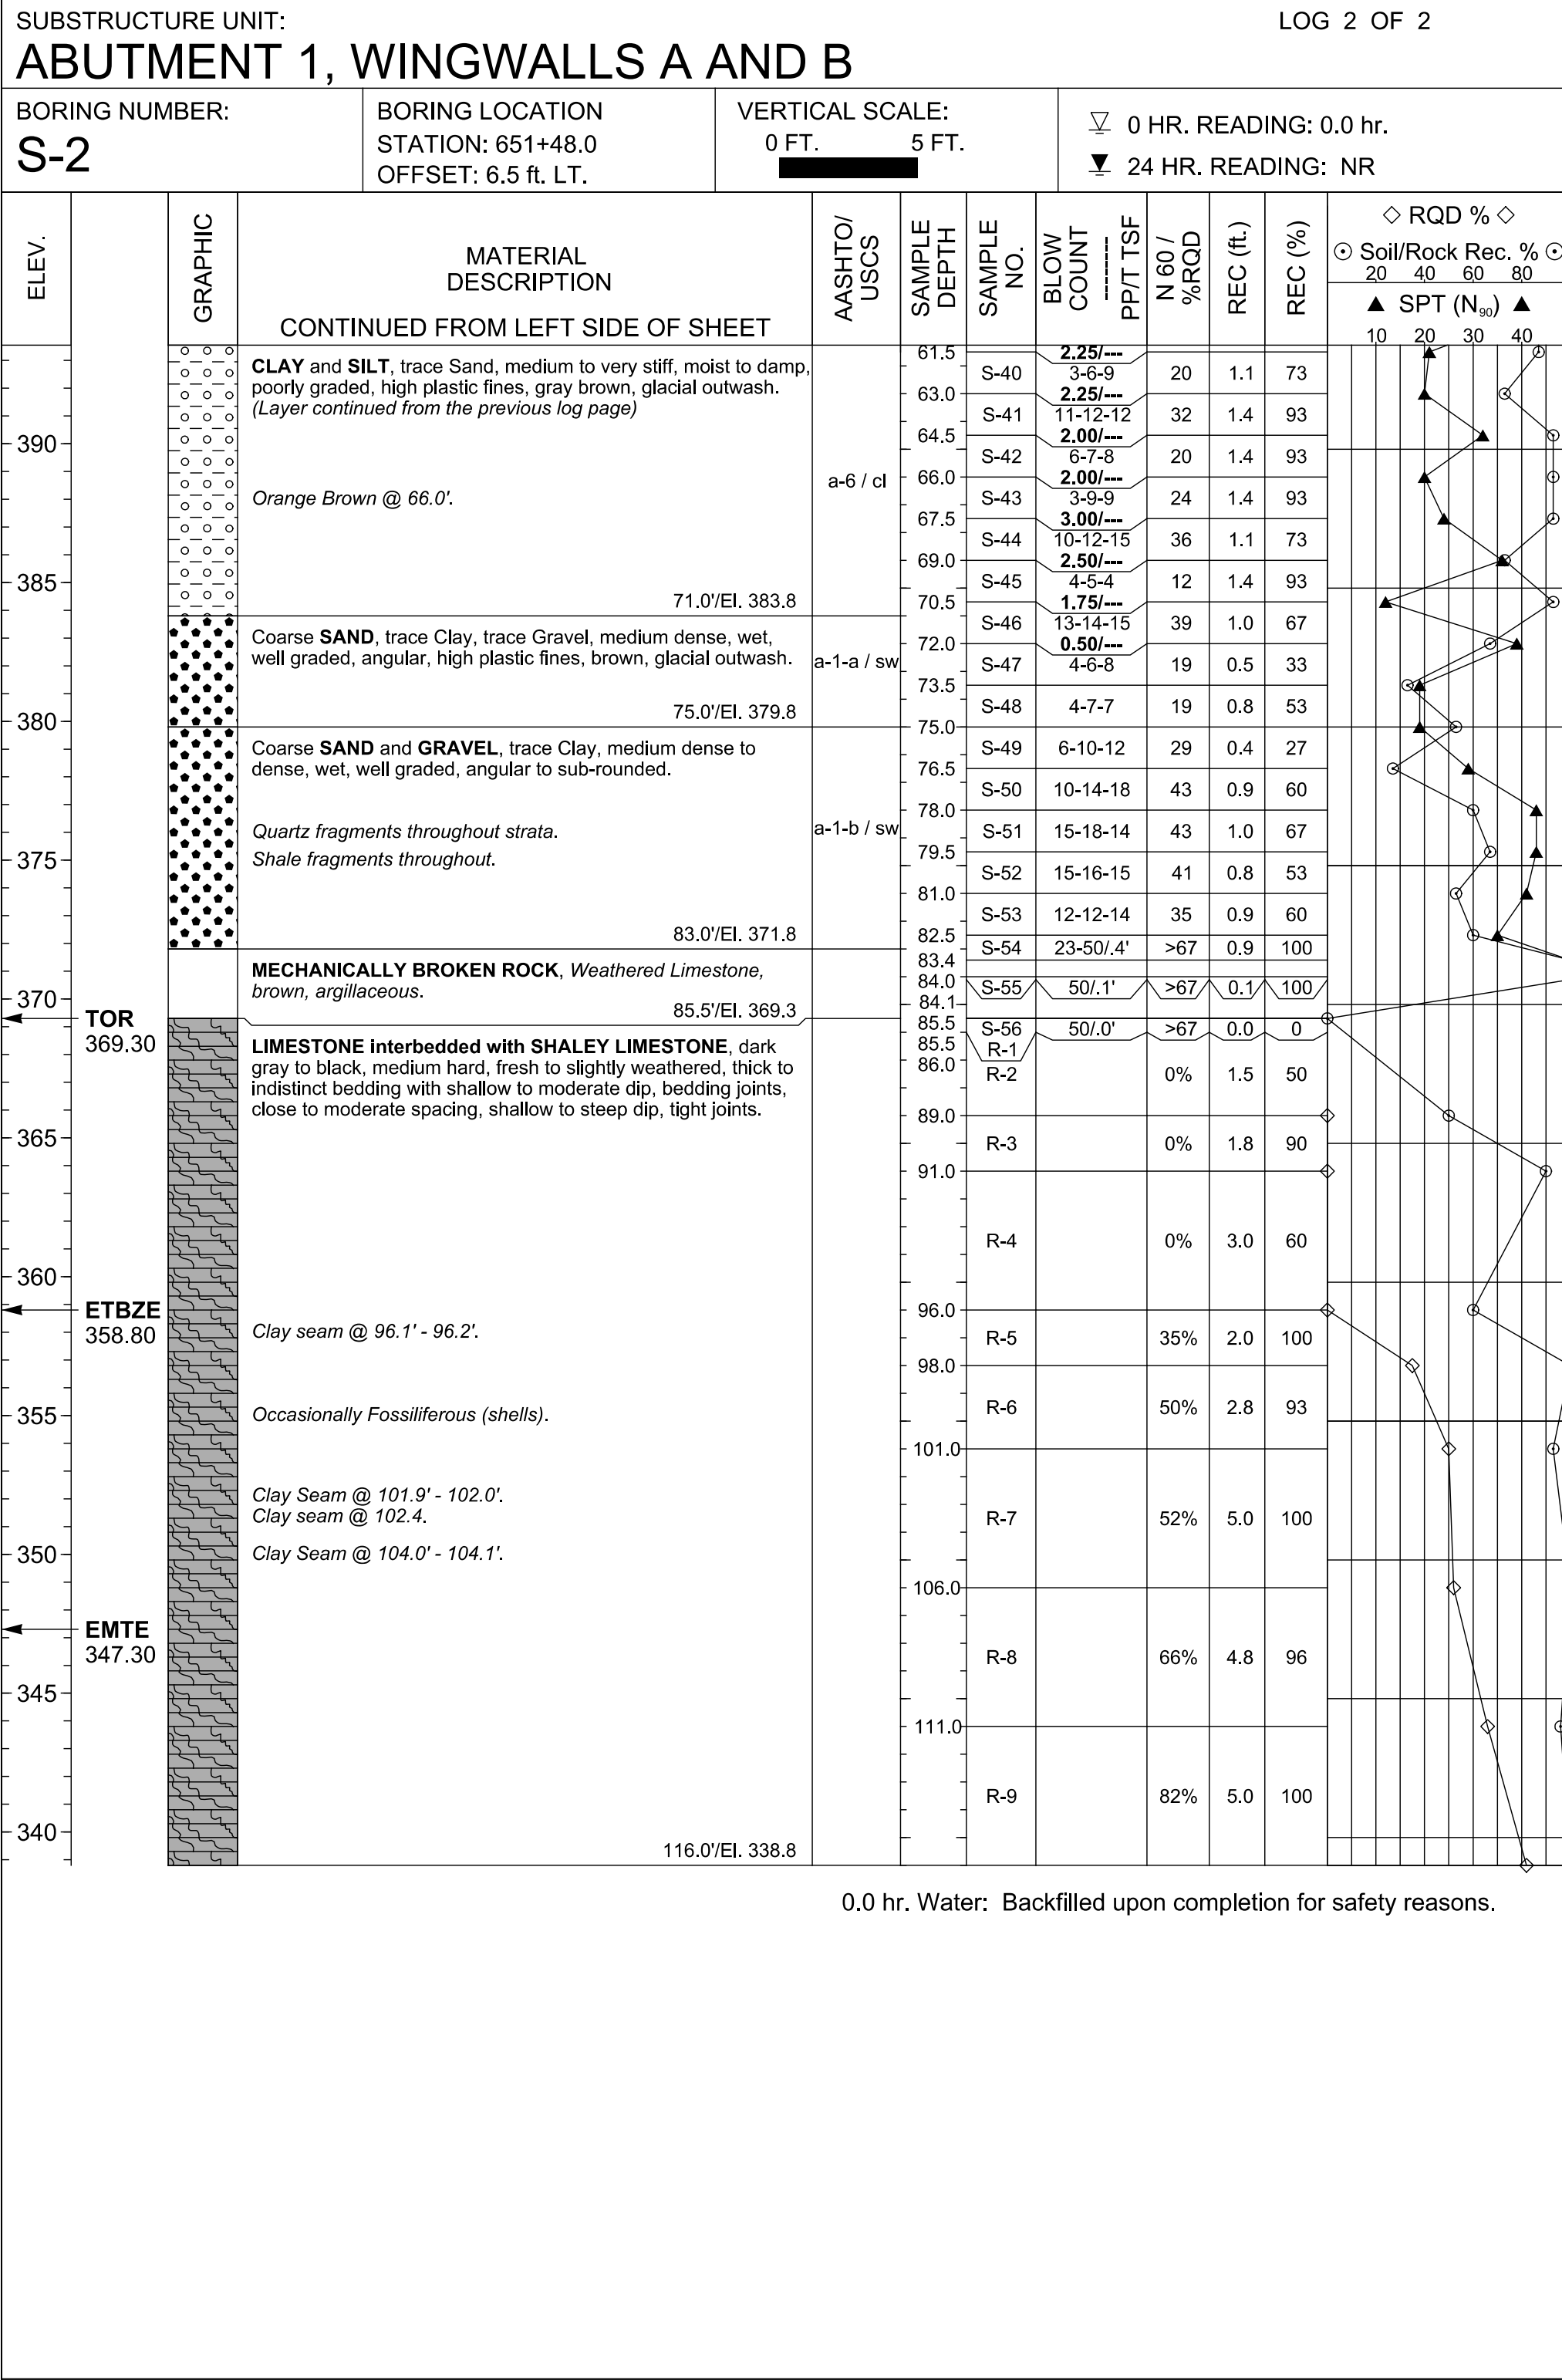 SUBSTRUCTURE UNIT:
LOG 2 OF 2
ABUTMENT 1, WINGWALLS A AND B
BORING NUMBER:
S-2
BORING LOCATION
STATION: 651+48.0
OFFSET: 6.5 ft. LT.
VERTICAL SCALE:
0 FT. 5 FT.
0 HR. READING: 0.0 hr.
24 HR. READING: NR
ELEV.
GRAPHIC
MATERIAL
DESCRIPTION
CONTINUED FROM LEFT SIDE OF SHEET
AASHTO/
USCS
SAMPLE
DEPTH
SAMPLE
NO.
BLOW
COUNT
---------
PP/T TSF
N 60 /
%RQD
REC (ft.)
REC (%)
◇ RQD % ◇
⊙ Soil/Rock Rec. % ⊙
20 40 60 80
▲ SPT (N₉₀) ▲
10 20 30 40
CLAY and SILT, trace Sand, medium to very stiff, moist to damp,
poorly graded, high plastic fines, gray brown, glacial outwash.
(Layer continued from the previous log page)
Orange Brown @ 66.0'.
71.0'/El. 383.8
a-6 / cl
Coarse SAND, trace Clay, trace Gravel, medium dense, wet,
well graded, angular, high plastic fines, brown, glacial outwash.
75.0'/El. 379.8
a-1-a / sw
Coarse SAND and GRAVEL, trace Clay, medium dense to
dense, wet, well graded, angular to sub-rounded.
Quartz fragments throughout strata.
Shale fragments throughout.
83.0'/El. 371.8
a-1-b / sw
MECHANICALLY BROKEN ROCK, Weathered Limestone,
brown, argillaceous.
85.5'/El. 369.3
LIMESTONE interbedded with SHALEY LIMESTONE, dark
gray to black, medium hard, fresh to slightly weathered, thick to
indistinct bedding with shallow to moderate dip, bedding joints,
close to moderate spacing, shallow to steep dip, tight joints.
Clay seam @ 96.1' - 96.2'.
Occasionally Fossiliferous (shells).
Clay Seam @ 101.9' - 102.0'.
Clay seam @ 102.4.
Clay Seam @ 104.0' - 104.1'.
116.0'/El. 338.8
390
385
380
375
370
TOR
369.30
365
360
ETBZE
358.80
355
350
EMTE
347.30
345
340
61.5
2.25/---
S-40 3-6-9 20 1.1 73
63.0
2.25/---
S-41 11-12-12 32 1.4 93
64.5
2.00/---
S-42 6-7-8 20 1.4 93
66.0
2.00/---
S-43 3-9-9 24 1.4 93
67.5
3.00/---
S-44 10-12-15 36 1.1 73
69.0
2.50/---
S-45 4-5-4 12 1.4 93
70.5
1.75/---
S-46 13-14-15 39 1.0 67
72.0
0.50/---
S-47 4-6-8 19 0.5 33
73.5
S-48 4-7-7 19 0.8 53
75.0
S-49 6-10-12 29 0.4 27
76.5
S-50 10-14-18 43 0.9 60
78.0
S-51 15-18-14 43 1.0 67
79.5
S-52 15-16-15 41 0.8 53
81.0
S-53 12-12-14 35 0.9 60
82.5
S-54 23-50/.4' >67 0.9 100
83.4
84.0
S-55 50/.1' >67 0.1 100
84.1
85.5
S-56 50/.0' >67 0.0 0
85.5
R-1
86.0
R-2 0% 1.5 50
89.0
R-3 0% 1.8 90
91.0
R-4 0% 3.0 60
96.0
R-5 35% 2.0 100
98.0
R-6 50% 2.8 93
101.0
R-7 52% 5.0 100
106.0
R-8 66% 4.8 96
111.0
R-9 82% 5.0 100
0.0 hr. Water: Backfilled upon completion for safety reasons.